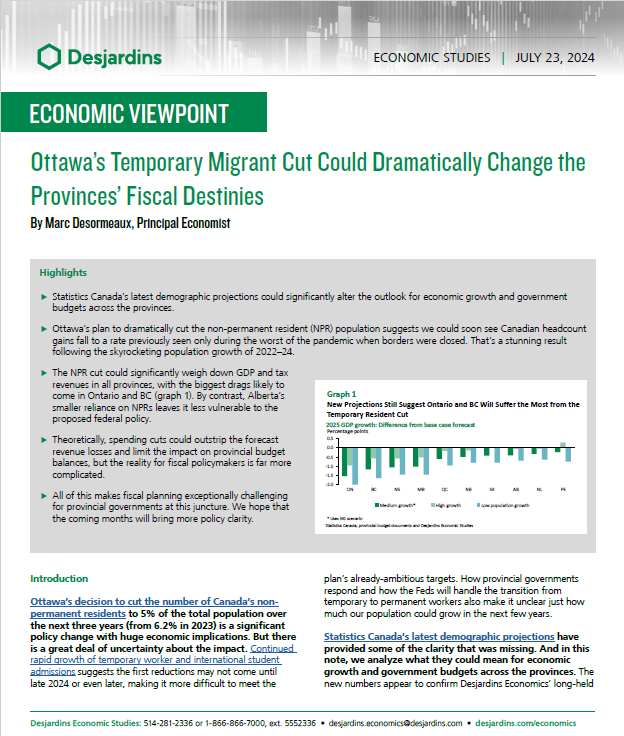 Desjardins
ECONOMIC STUDIES | JULY 23, 2024
ECONOMIC VIEWPOINT
Ottawa's Temporary Migrant Cut Could Dramatically Change the
Provinces' Fiscal Destinies
By Marc Desormeaux, Principal Economist
Highlights
► Statistics Canada's latest demographic projections could significantly alter the outlook for economic growth and government
budgets across the provinces.
► Ottawa's plan to dramatically cut the non-permanent resident (NPR) population suggests we could soon see Canadian headcount
gains fall to a rate previously seen only during the worst of the pandemic when borders were closed. That's a stunning result
following the skyrocketing population growth of 2022–24.
► The NPR cut could significantly weigh down GDP and tax
revenues in all provinces, with the biggest drags likely to
come in Ontario and BC (graph 1). By contrast, Alberta's
smaller reliance on NPRs leaves it less vulnerable to the
proposed federal policy.
► Theoretically, spending cuts could outstrip the forecast
revenue losses and limit the impact on provincial budget
balances, but the reality for fiscal policymakers is far more
complicated.
► All of this makes fiscal planning exceptionally challenging
for provincial governments at this juncture. We hope that
the coming months will bring more policy clarity.
Graph 1
New Projections Still Suggest Ontario and BC Will Suffer the Most from the
Temporary Resident Cut
2025 GDP growth: Difference from base case forecast
Percentage points
0.5
0.0
-0.5
-1.0
-1.5
-2.0
ON BC NS MB QC NB SK AB NL PE
Medium growth* High growth Low population growth
* Uses M3 scenario
Statistics Canada, provincial budget documents and Desjardins Economic Studies
Introduction
Ottawa's decision to cut the number of Canada's non-
permanent residents to 5% of the total population over
the next three years (from 6.2% in 2023) is a significant
policy change with huge economic implications. But there
is a great deal of uncertainty about the impact. Continued
rapid growth of temporary worker and international student
admissions suggests the first reductions may not come until
late 2024 or even later, making it more difficult to meet the
plan's already-ambitious targets. How provincial governments
respond and how the Feds will handle the transition from
temporary to permanent workers also make it unclear just how
much our population could grow in the next few years.
Statistics Canada's latest demographic projections have
provided some of the clarity that was missing. And in this
note, we analyze what they could mean for economic
growth and government budgets across the provinces. The
new numbers appear to confirm Desjardins Economics' long-held
Desjardins Economic Studies: 514-281-2336 or 1-866-866-7000, ext. 5552336 • desjardins.economics@desjardins.com • desjardins.com/economics